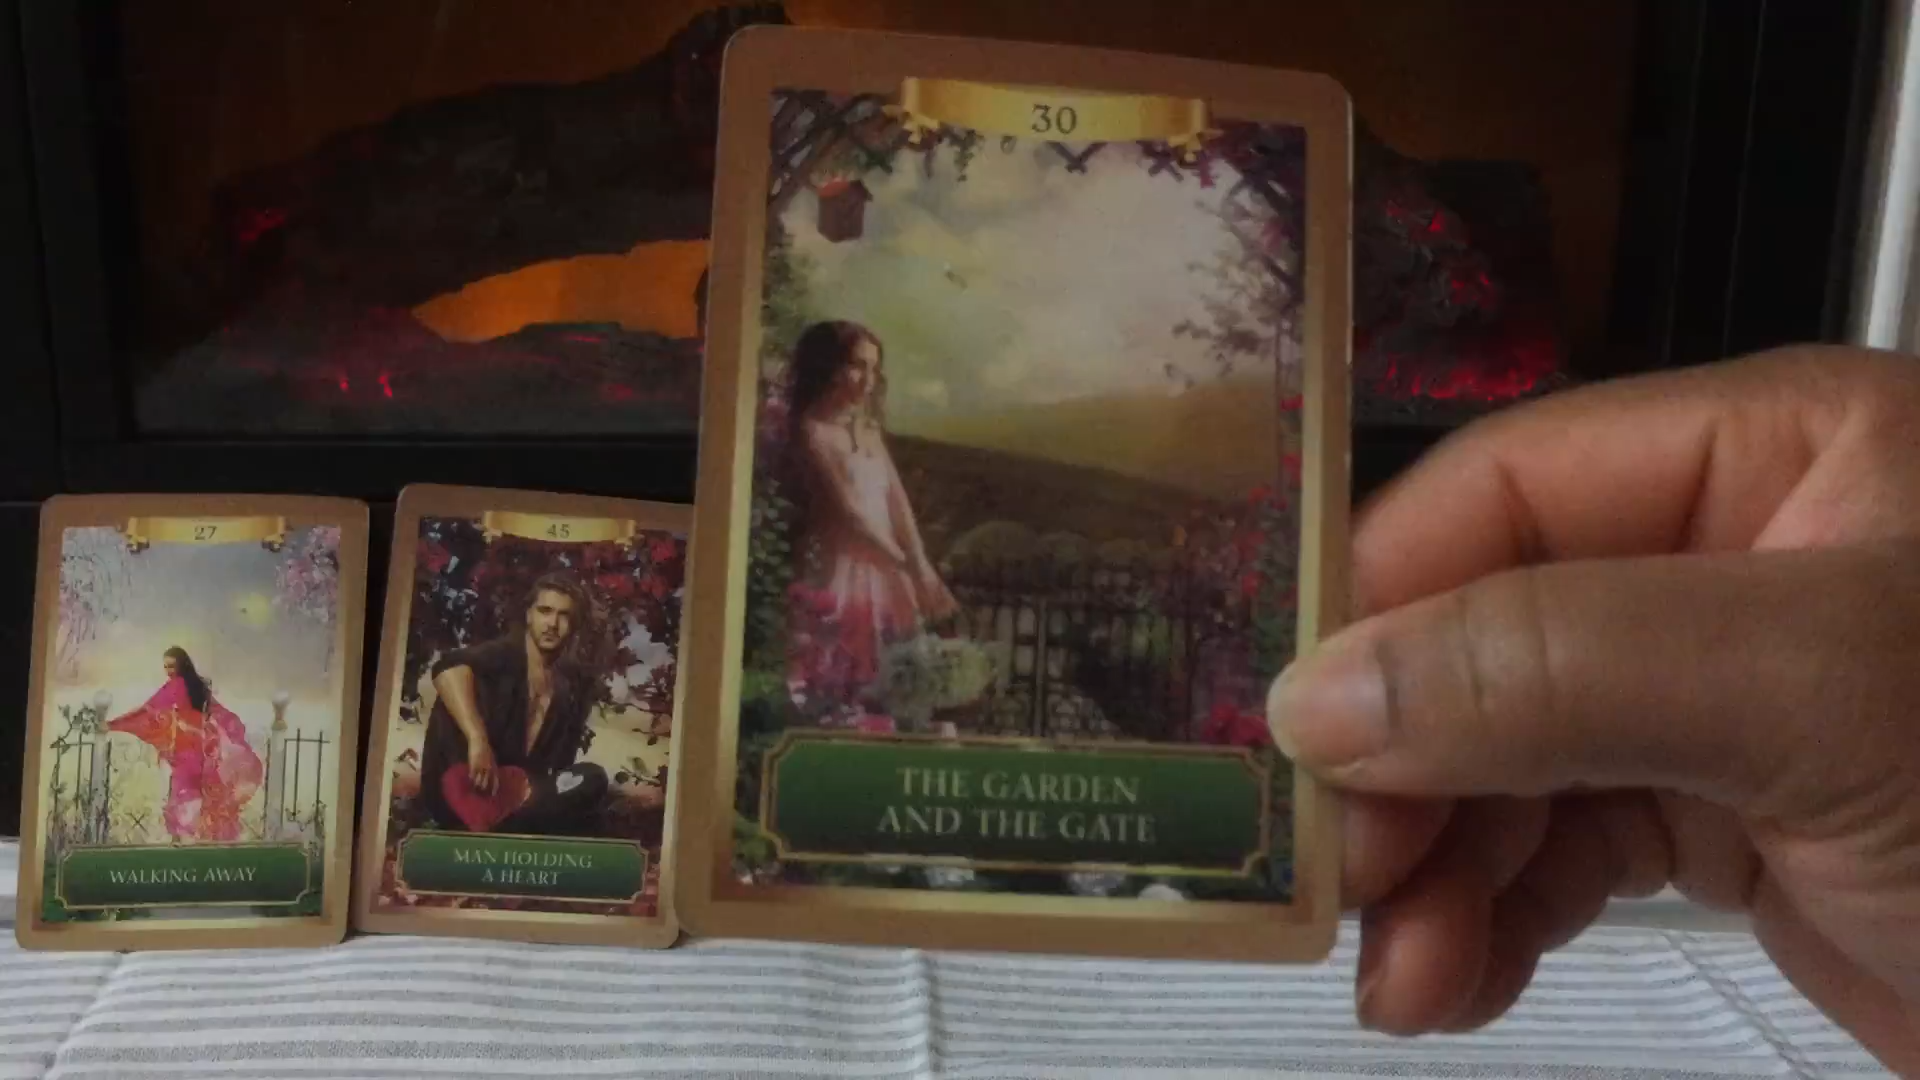 27
WALKING AWAY
45
MAN HOLDING
A HEART
30
THE GARDEN
AND THE GATE